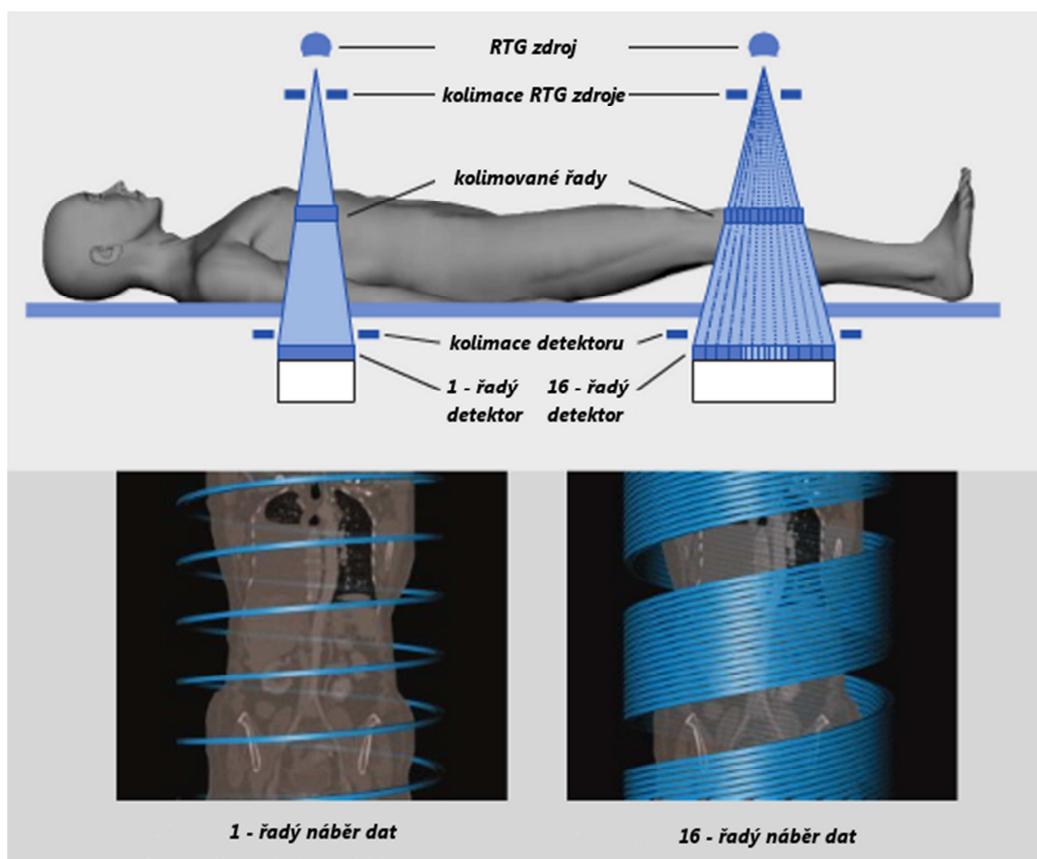 RTG zdroj
kolimace RTG zdroje
kolimované řady
kolimace detektoru
1 - řadý
detektor
16 - řadý
detektor
1 - řadý náběr dat
16 - řadý náběr dat